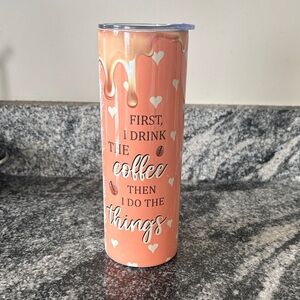 FIRST,
I DRINK
THE
coffee
THEN
I DO THE
things